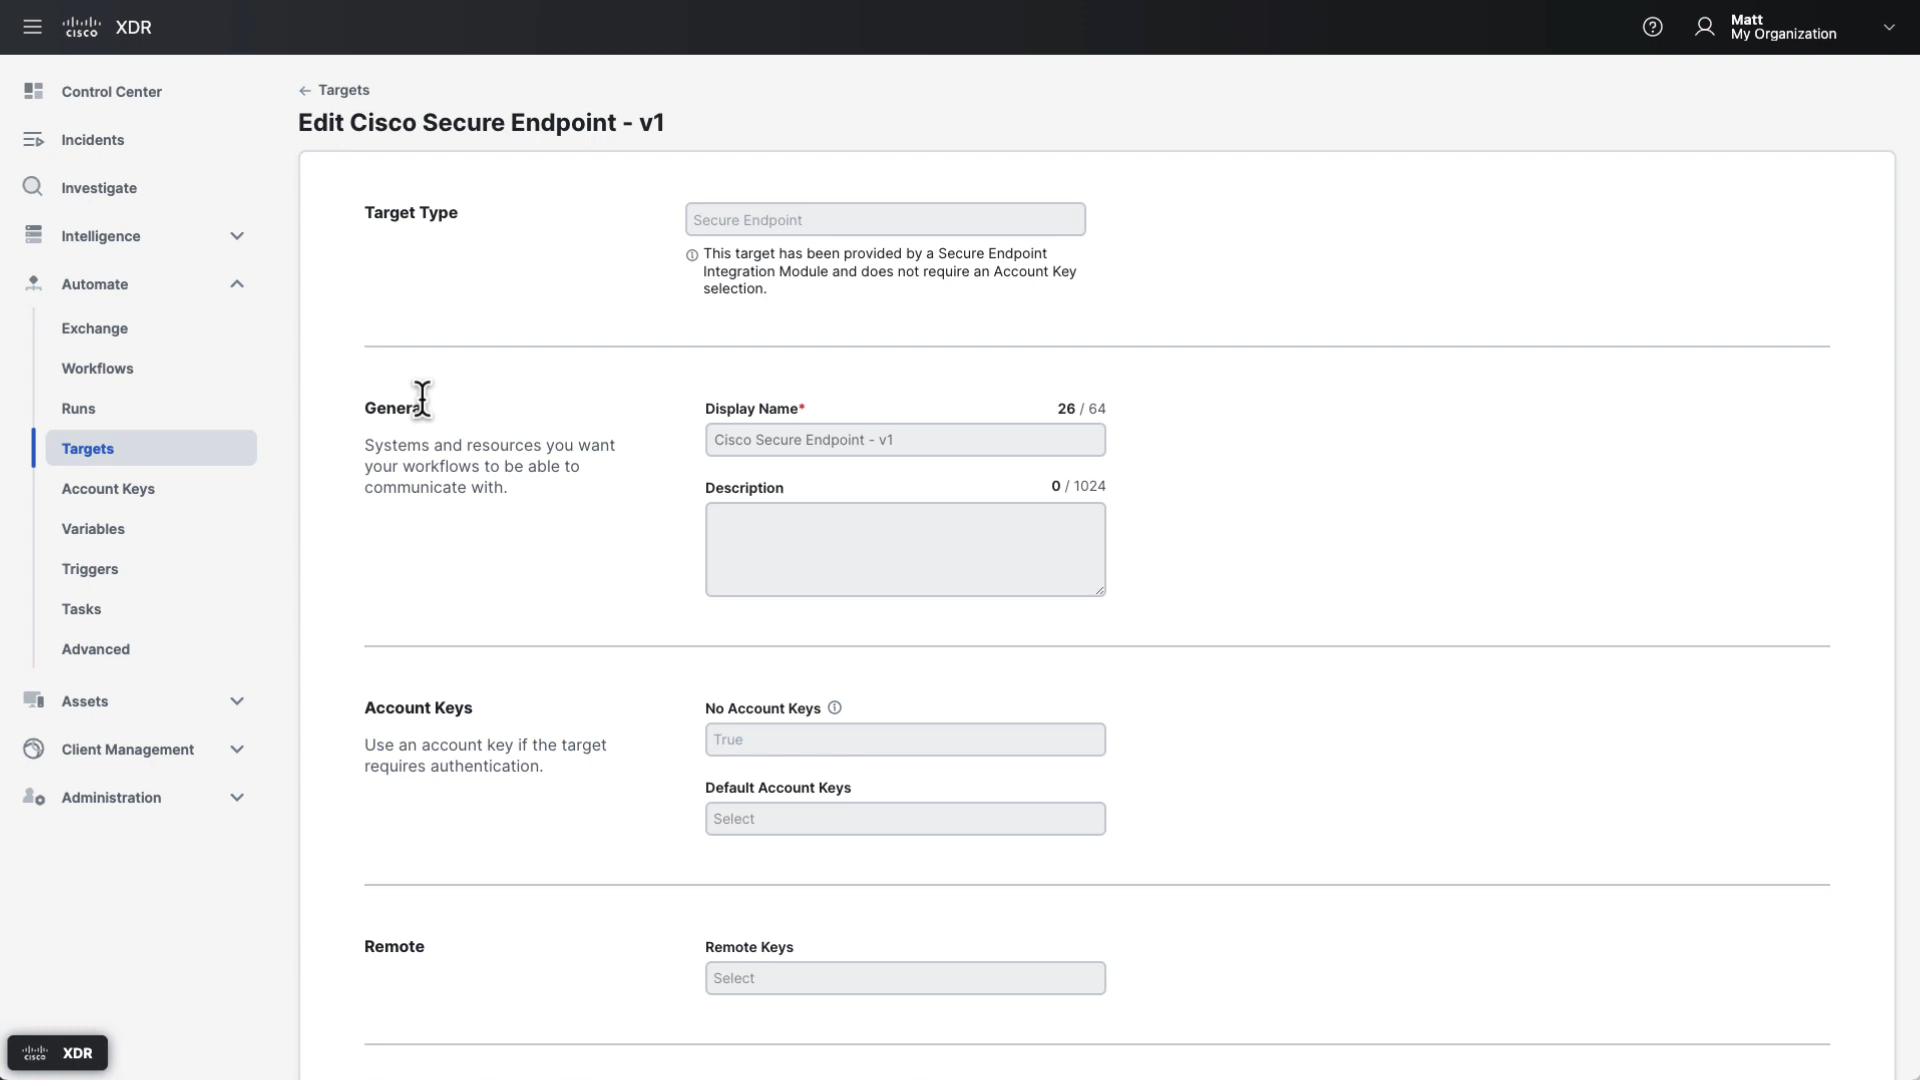 cisco XDR
Matt
My Organization
Control Center
Incidents
Investigate
Intelligence
Automate
Exchange
Workflows
Runs
Targets
Account Keys
Variables
Triggers
Tasks
Advanced
Assets
Client Management
Administration
cisco XDR
Targets
Edit Cisco Secure Endpoint - v1
Target Type
Secure Endpoint
This target has been provided by a Secure Endpoint
Integration Module and does not require an Account Key
selection.
General
Systems and resources you want
your workflows to be able to
communicate with.
Display Name* 26 / 64
Cisco Secure Endpoint - v1
Description 0 / 1024
Account Keys
Use an account key if the target
requires authentication.
No Account Keys
True
Default Account Keys
Select
Remote
Remote Keys
Select